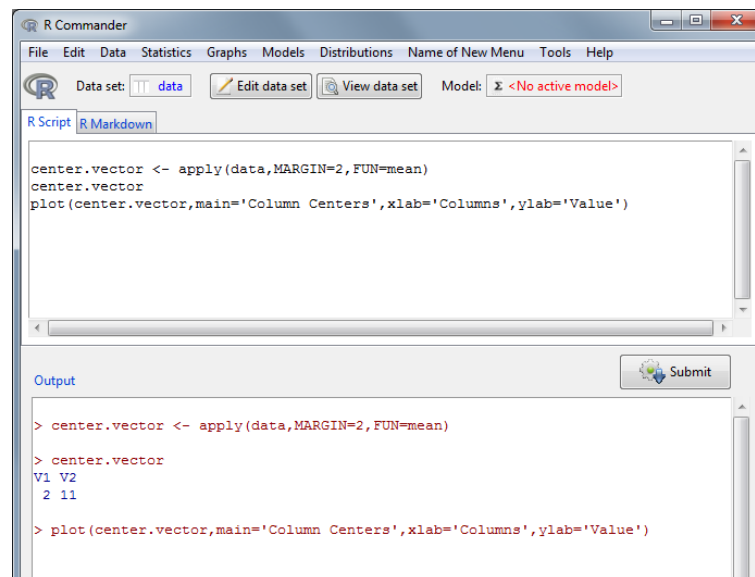 R Commander
File Edit Data Statistics Graphs Models Distributions Name of New Menu Tools Help
R Data set: data Edit data set View data set Model: Σ <No active model>
R Script R Markdown
center.vector <- apply(data,MARGIN=2,FUN=mean)
center.vector
plot(center.vector,main='Column Centers',xlab='Columns',ylab='Value')
Output Submit
> center.vector <- apply(data,MARGIN=2,FUN=mean)
> center.vector
V1 V2
 2 11
> plot(center.vector,main='Column Centers',xlab='Columns',ylab='Value')